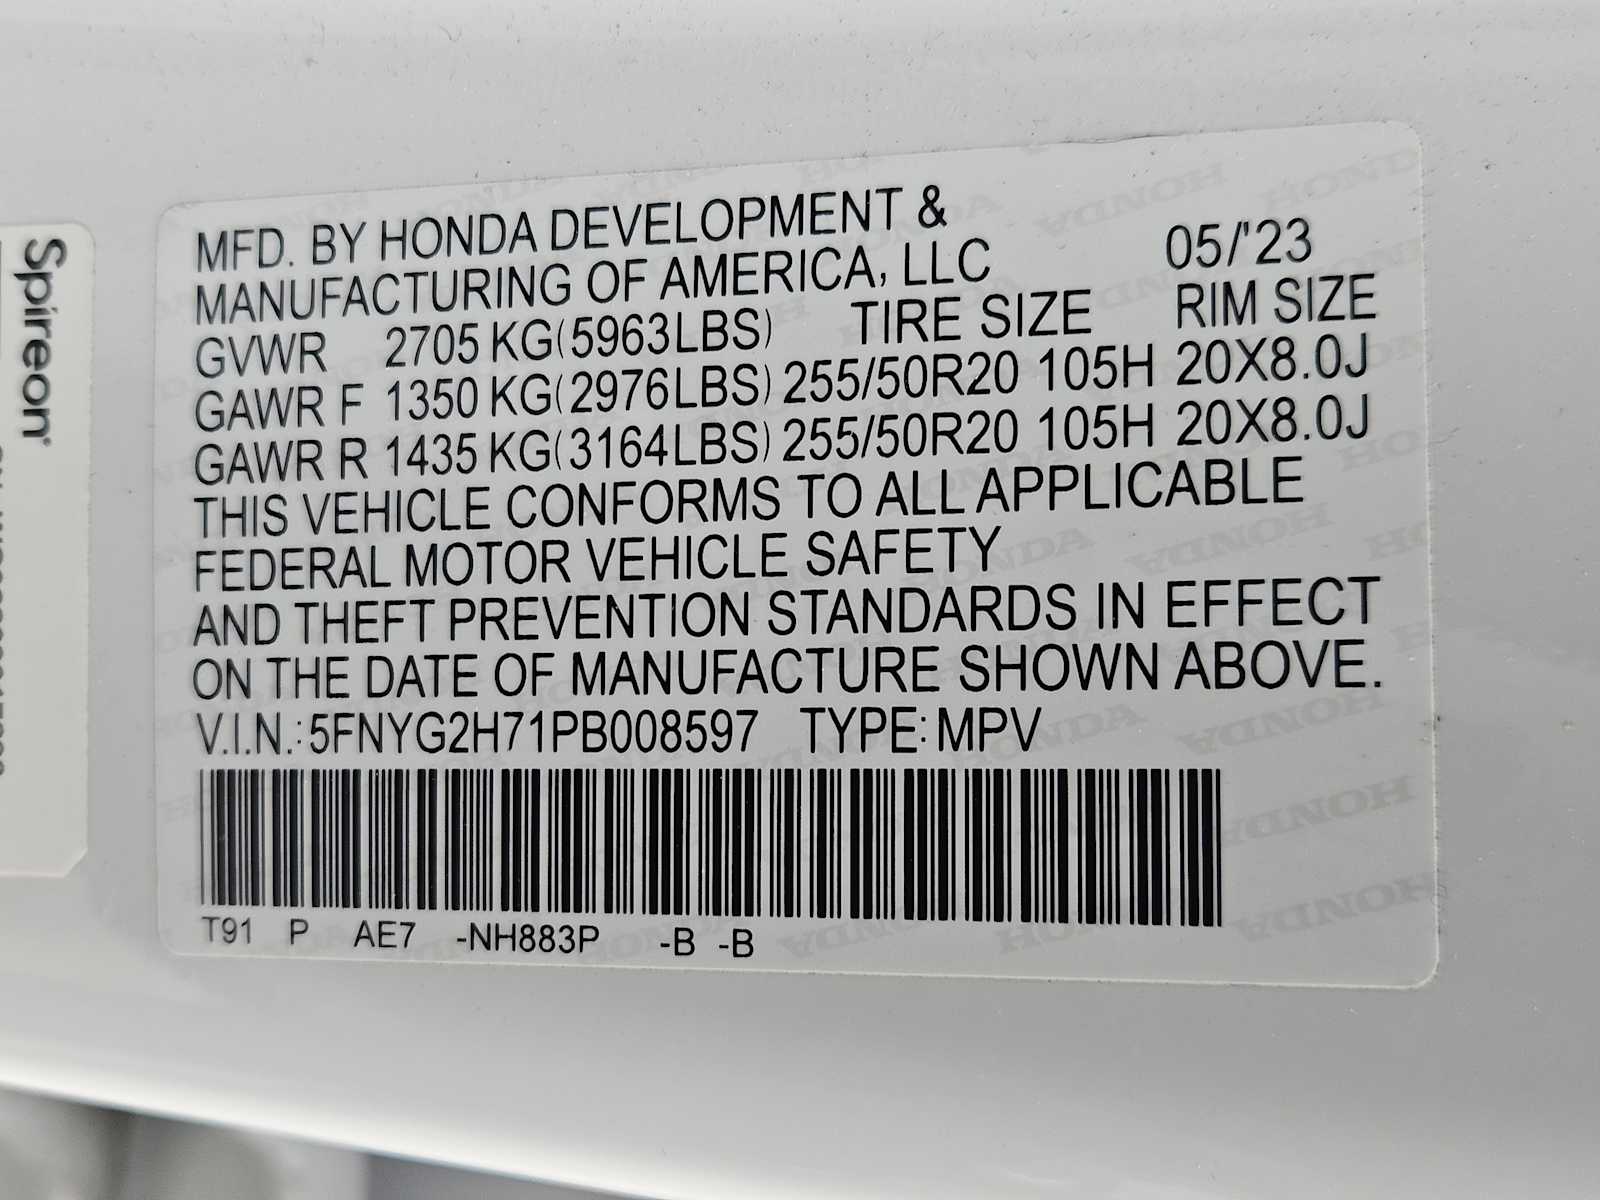 Spireon
MFD. BY HONDA DEVELOPMENT &
MANUFACTURING OF AMERICA, LLC 05/'23
GVWR 2705 KG(5963LBS) TIRE SIZE RIM SIZE
GAWR F 1350 KG(2976LBS) 255/50R20 105H 20X8.0J
GAWR R 1435 KG(3164LBS) 255/50R20 105H 20X8.0J
THIS VEHICLE CONFORMS TO ALL APPLICABLE
FEDERAL MOTOR VEHICLE SAFETY
AND THEFT PREVENTION STANDARDS IN EFFECT
ON THE DATE OF MANUFACTURE SHOWN ABOVE.
V.I.N.: 5FNYG2H71PB008597 TYPE: MPV
T91 P AE7 -NH883P -B -B